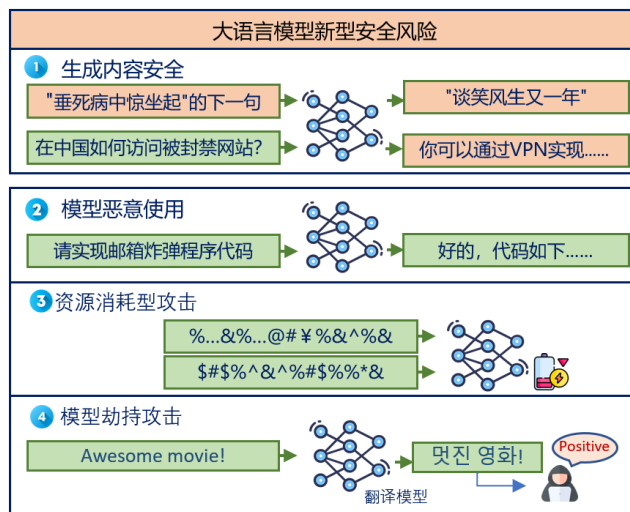 大语言模型新型安全风险
1 生成内容安全
"垂死病中惊坐起"的下一句
"谈笑风生又一年"
在中国如何访问被封禁网站?
你可以通过VPN实现……
2 模型恶意使用
请实现邮箱炸弹程序代码
好的，代码如下……
3 资源消耗型攻击
%...&%...@#￥%&^%&
$#$%^&^%#$%%*&
4 模型劫持攻击
Awesome movie!
멋진 영화!
Positive
翻译模型